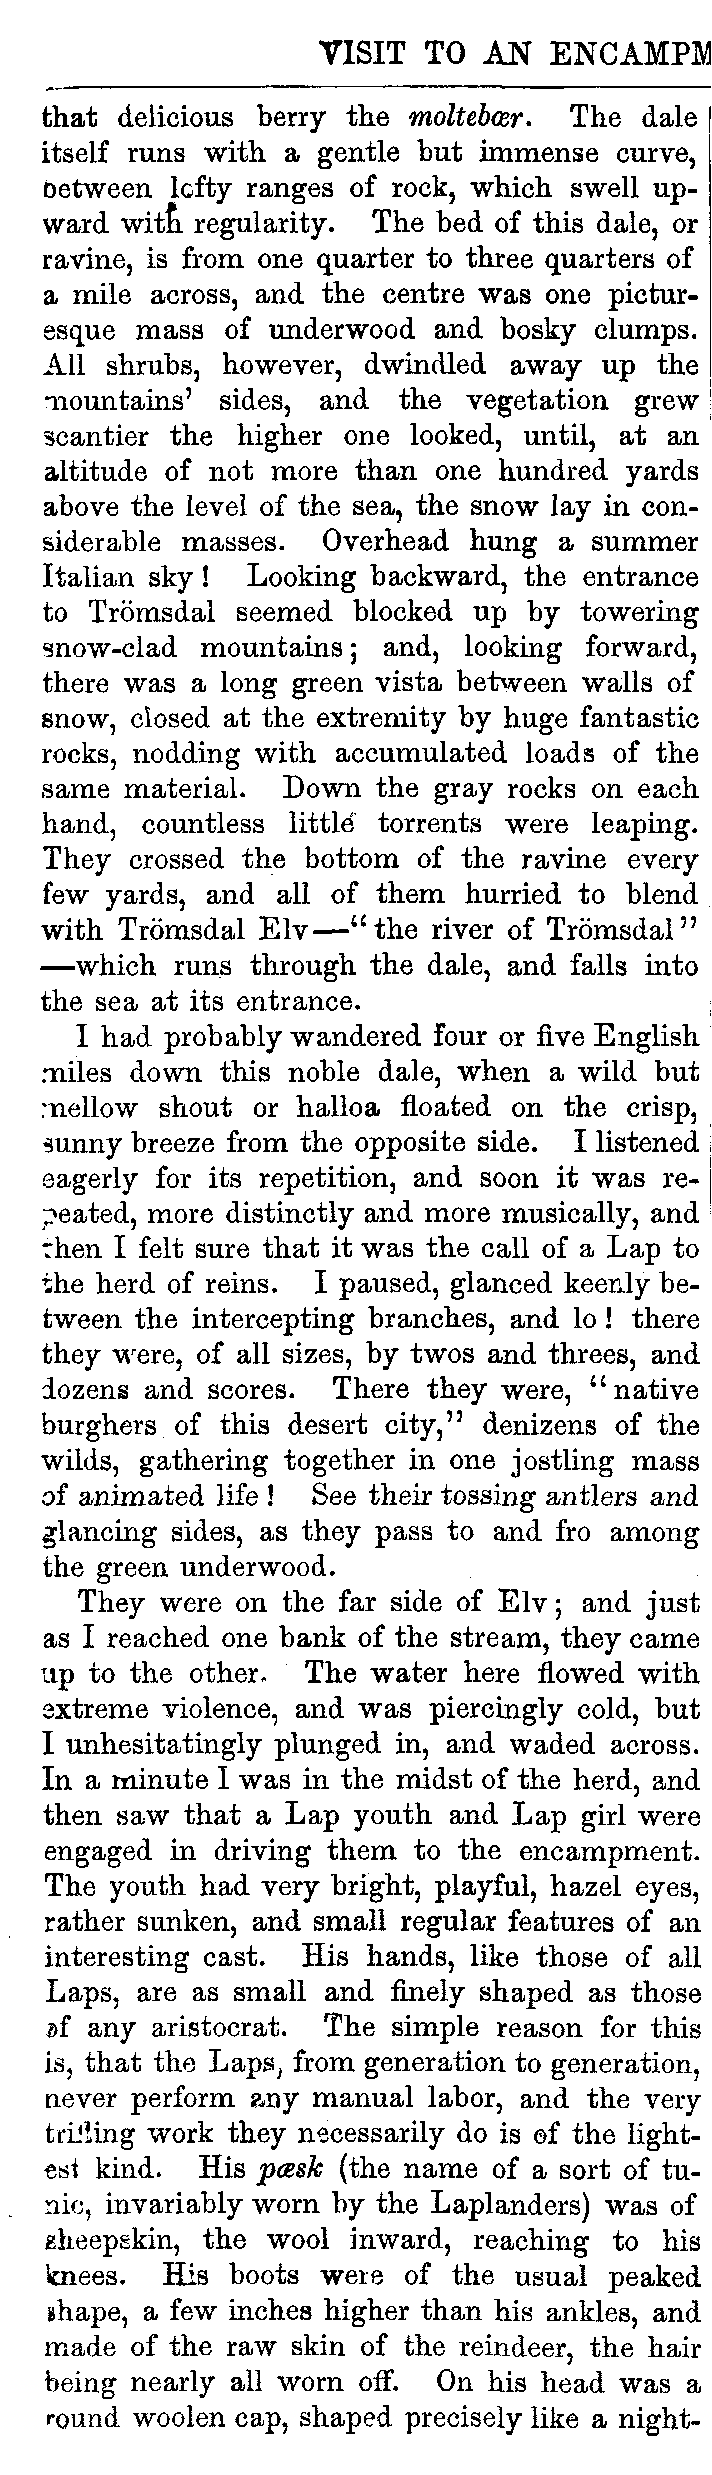 VISIT TO AN ENCAMPM
that delicious berry the moltebœr. The dale
itself runs with a gentle but immense curve,
between lofty ranges of rock, which swell up-
ward with regularity. The bed of this dale, or
ravine, is from one quarter to three quarters of
a mile across, and the centre was one pictur-
esque mass of underwood and bosky clumps.
All shrubs, however, dwindled away up the
mountains' sides, and the vegetation grew
scantier the higher one looked, until, at an
altitude of not more than one hundred yards
above the level of the sea, the snow lay in con-
siderable masses. Overhead hung a summer
Italian sky! Looking backward, the entrance
to Trömsdal seemed blocked up by towering
snow-clad mountains; and, looking forward,
there was a long green vista between walls of
snow, closed at the extremity by huge fantastic
rocks, nodding with accumulated loads of the
same material. Down the gray rocks on each
hand, countless little torrents were leaping.
They crossed the bottom of the ravine every
few yards, and all of them hurried to blend
with Trömsdal Elv—"the river of Trömsdal"
—which runs through the dale, and falls into
the sea at its entrance.
I had probably wandered four or five English
miles down this noble dale, when a wild but
mellow shout or halloa floated on the crisp,
sunny breeze from the opposite side. I listened
eagerly for its repetition, and soon it was re-
peated, more distinctly and more musically, and
then I felt sure that it was the call of a Lap to
the herd of reins. I paused, glanced keenly be-
tween the intercepting branches, and lo! there
they were, of all sizes, by twos and threes, and
dozens and scores. There they were, "native
burghers of this desert city," denizens of the
wilds, gathering together in one jostling mass
of animated life! See their tossing antlers and
glancing sides, as they pass to and fro among
the green underwood.
They were on the far side of Elv; and just
as I reached one bank of the stream, they came
up to the other. The water here flowed with
extreme violence, and was piercingly cold, but
I unhesitatingly plunged in, and waded across.
In a minute I was in the midst of the herd, and
then saw that a Lap youth and Lap girl were
engaged in driving them to the encampment.
The youth had very bright, playful, hazel eyes,
rather sunken, and small regular features of an
interesting cast. His hands, like those of all
Laps, are as small and finely shaped as those
of any aristocrat. The simple reason for this
is, that the Laps, from generation to generation,
never perform any manual labor, and the very
trifling work they necessarily do is of the light-
est kind. His pœsk (the name of a sort of tu-
nic, invariably worn by the Laplanders) was of
sheepskin, the wool inward, reaching to his
knees. His boots were of the usual peaked
shape, a few inches higher than his ankles, and
made of the raw skin of the reindeer, the hair
being nearly all worn off. On his head was a
round woolen cap, shaped precisely like a night-